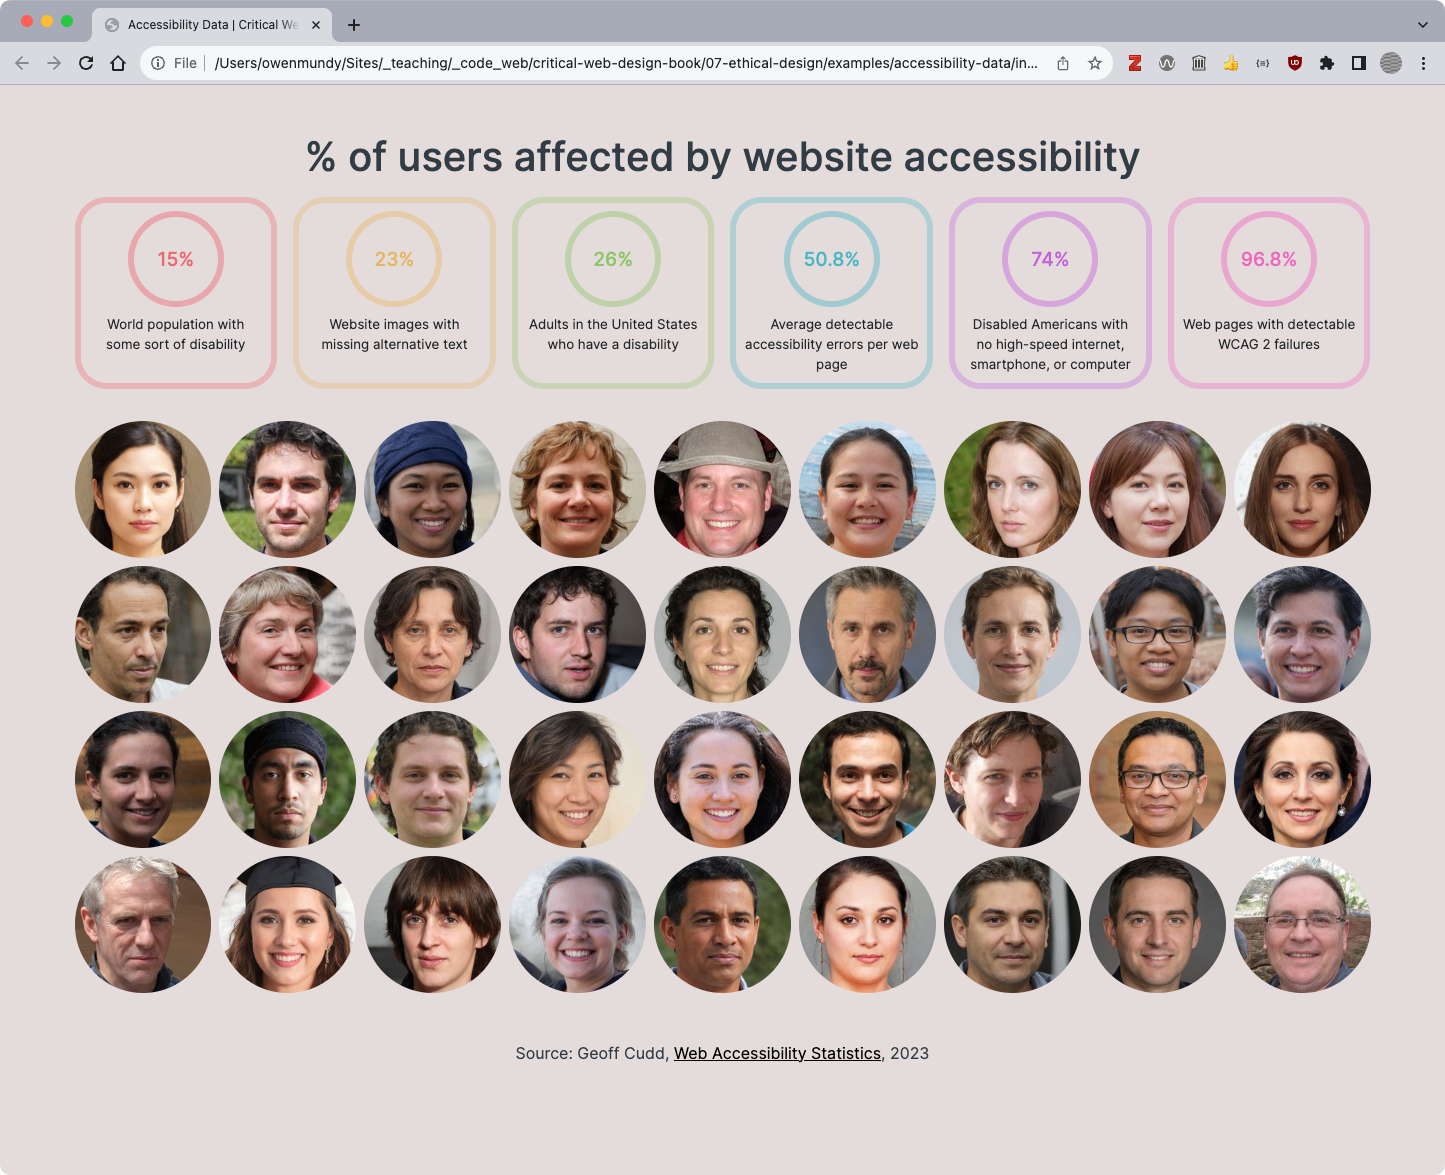 Accessibility Data | Critical We
File
/Users/owenmundy/Sites/_teaching/_code_web/critical-web-design-book/07-ethical-design/examples/accessibility-data/in...
% of users affected by website accessibility
15%
World population with
some sort of disability
23%
Website images with
missing alternative text
26%
Adults in the United States
who have a disability
50.8%
Average detectable
accessibility errors per web
page
74%
Disabled Americans with
no high-speed internet,
smartphone, or computer
96.8%
Web pages with detectable
WCAG 2 failures
Source: Geoff Cudd, Web Accessibility Statistics, 2023